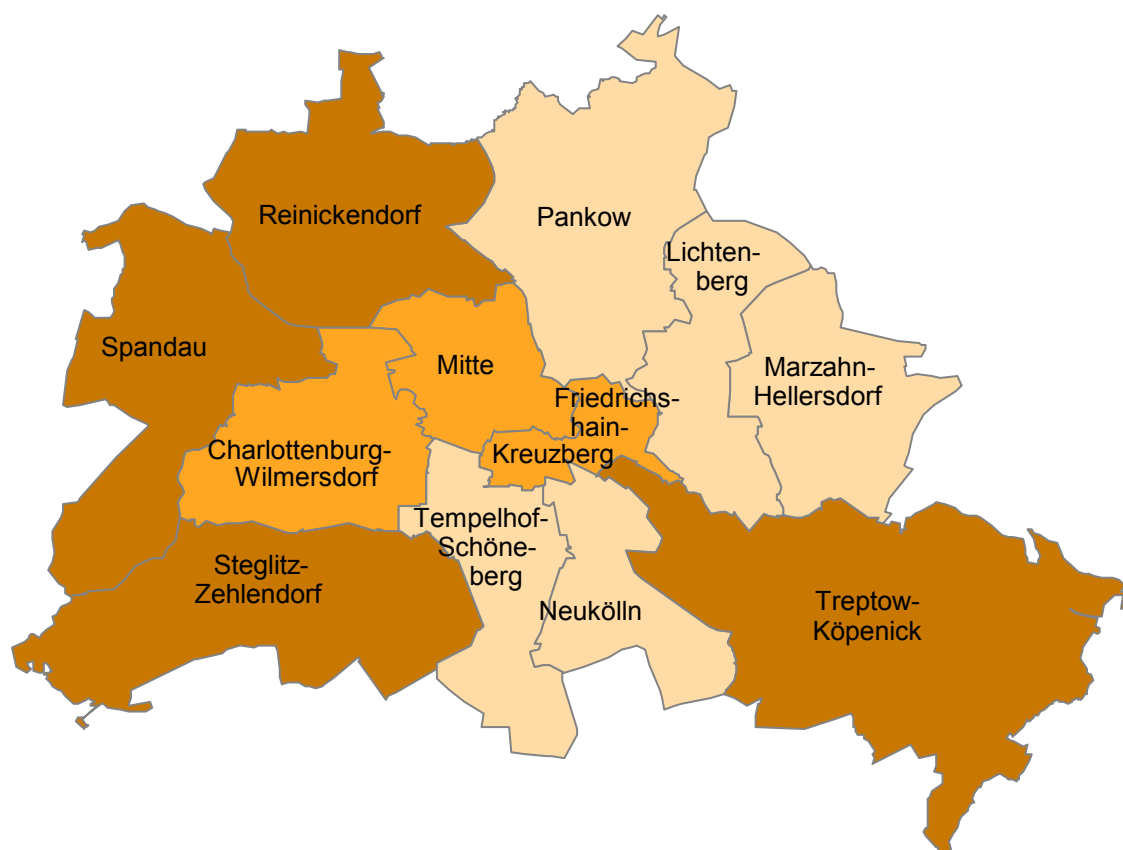 Reinickendorf
Pankow
Lichten-
berg
Spandau
Mitte
Marzahn-
Hellersdorf
Friedrichs-
hain-
Kreuzberg
Charlottenburg-
Wilmersdorf
Tempelhof-
Schöne-
berg
Steglitz-
Zehlendorf
Neukölln
Treptow-
Köpenick